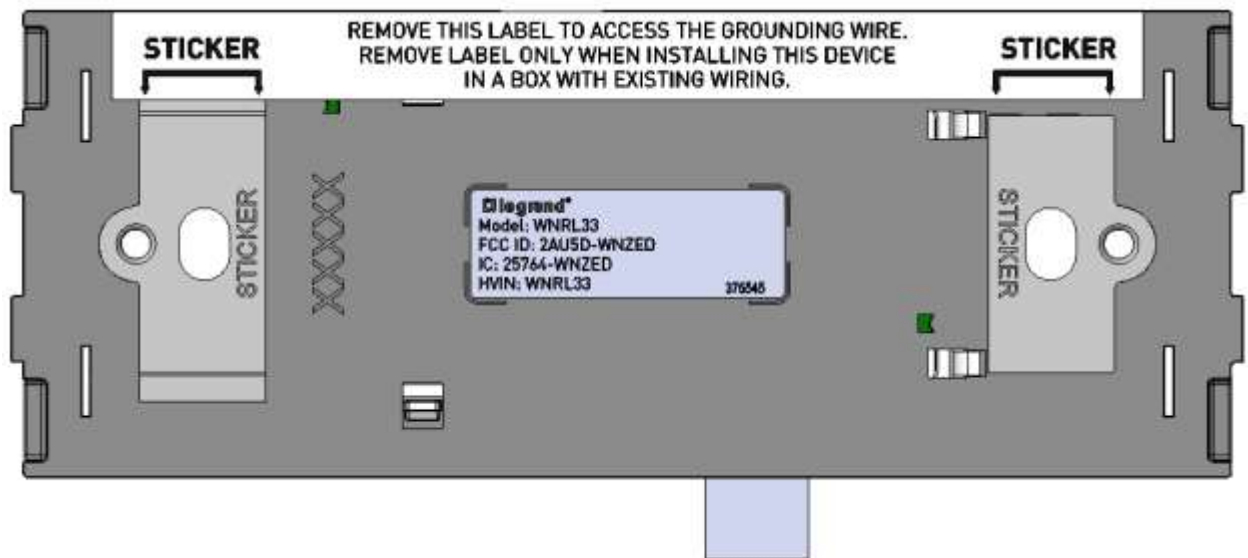 REMOVE THIS LABEL TO ACCESS THE GROUNDING WIRE.
REMOVE LABEL ONLY WHEN INSTALLING THIS DEVICE
IN A BOX WITH EXISTING WIRING.
STICKER
STICKER
STICKER
XXXXX
legrand®
Model: WNRL33
FCC ID: 2AU5D-WNZED
IC: 25764-WNZED
HVIN: WNRL33
376545
STICKER